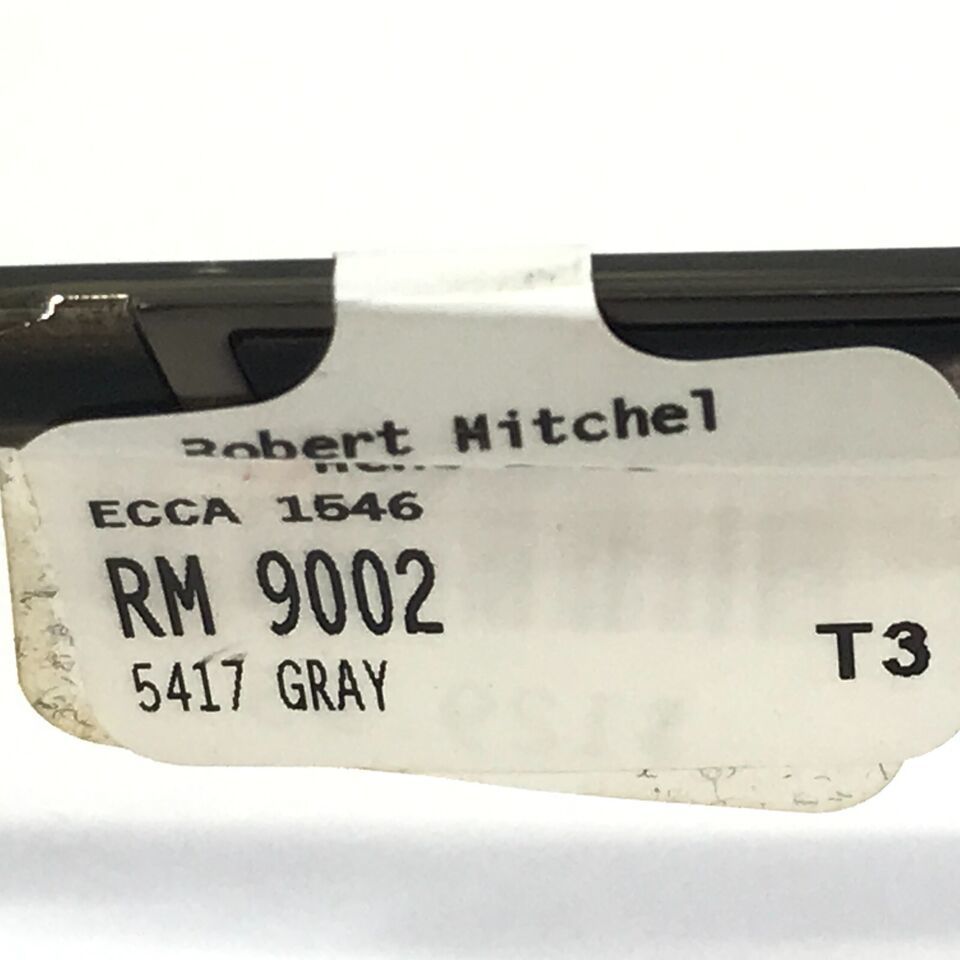 Robert Mitchel
ECCA 1546
RM 9002
5417 GRAY
T3